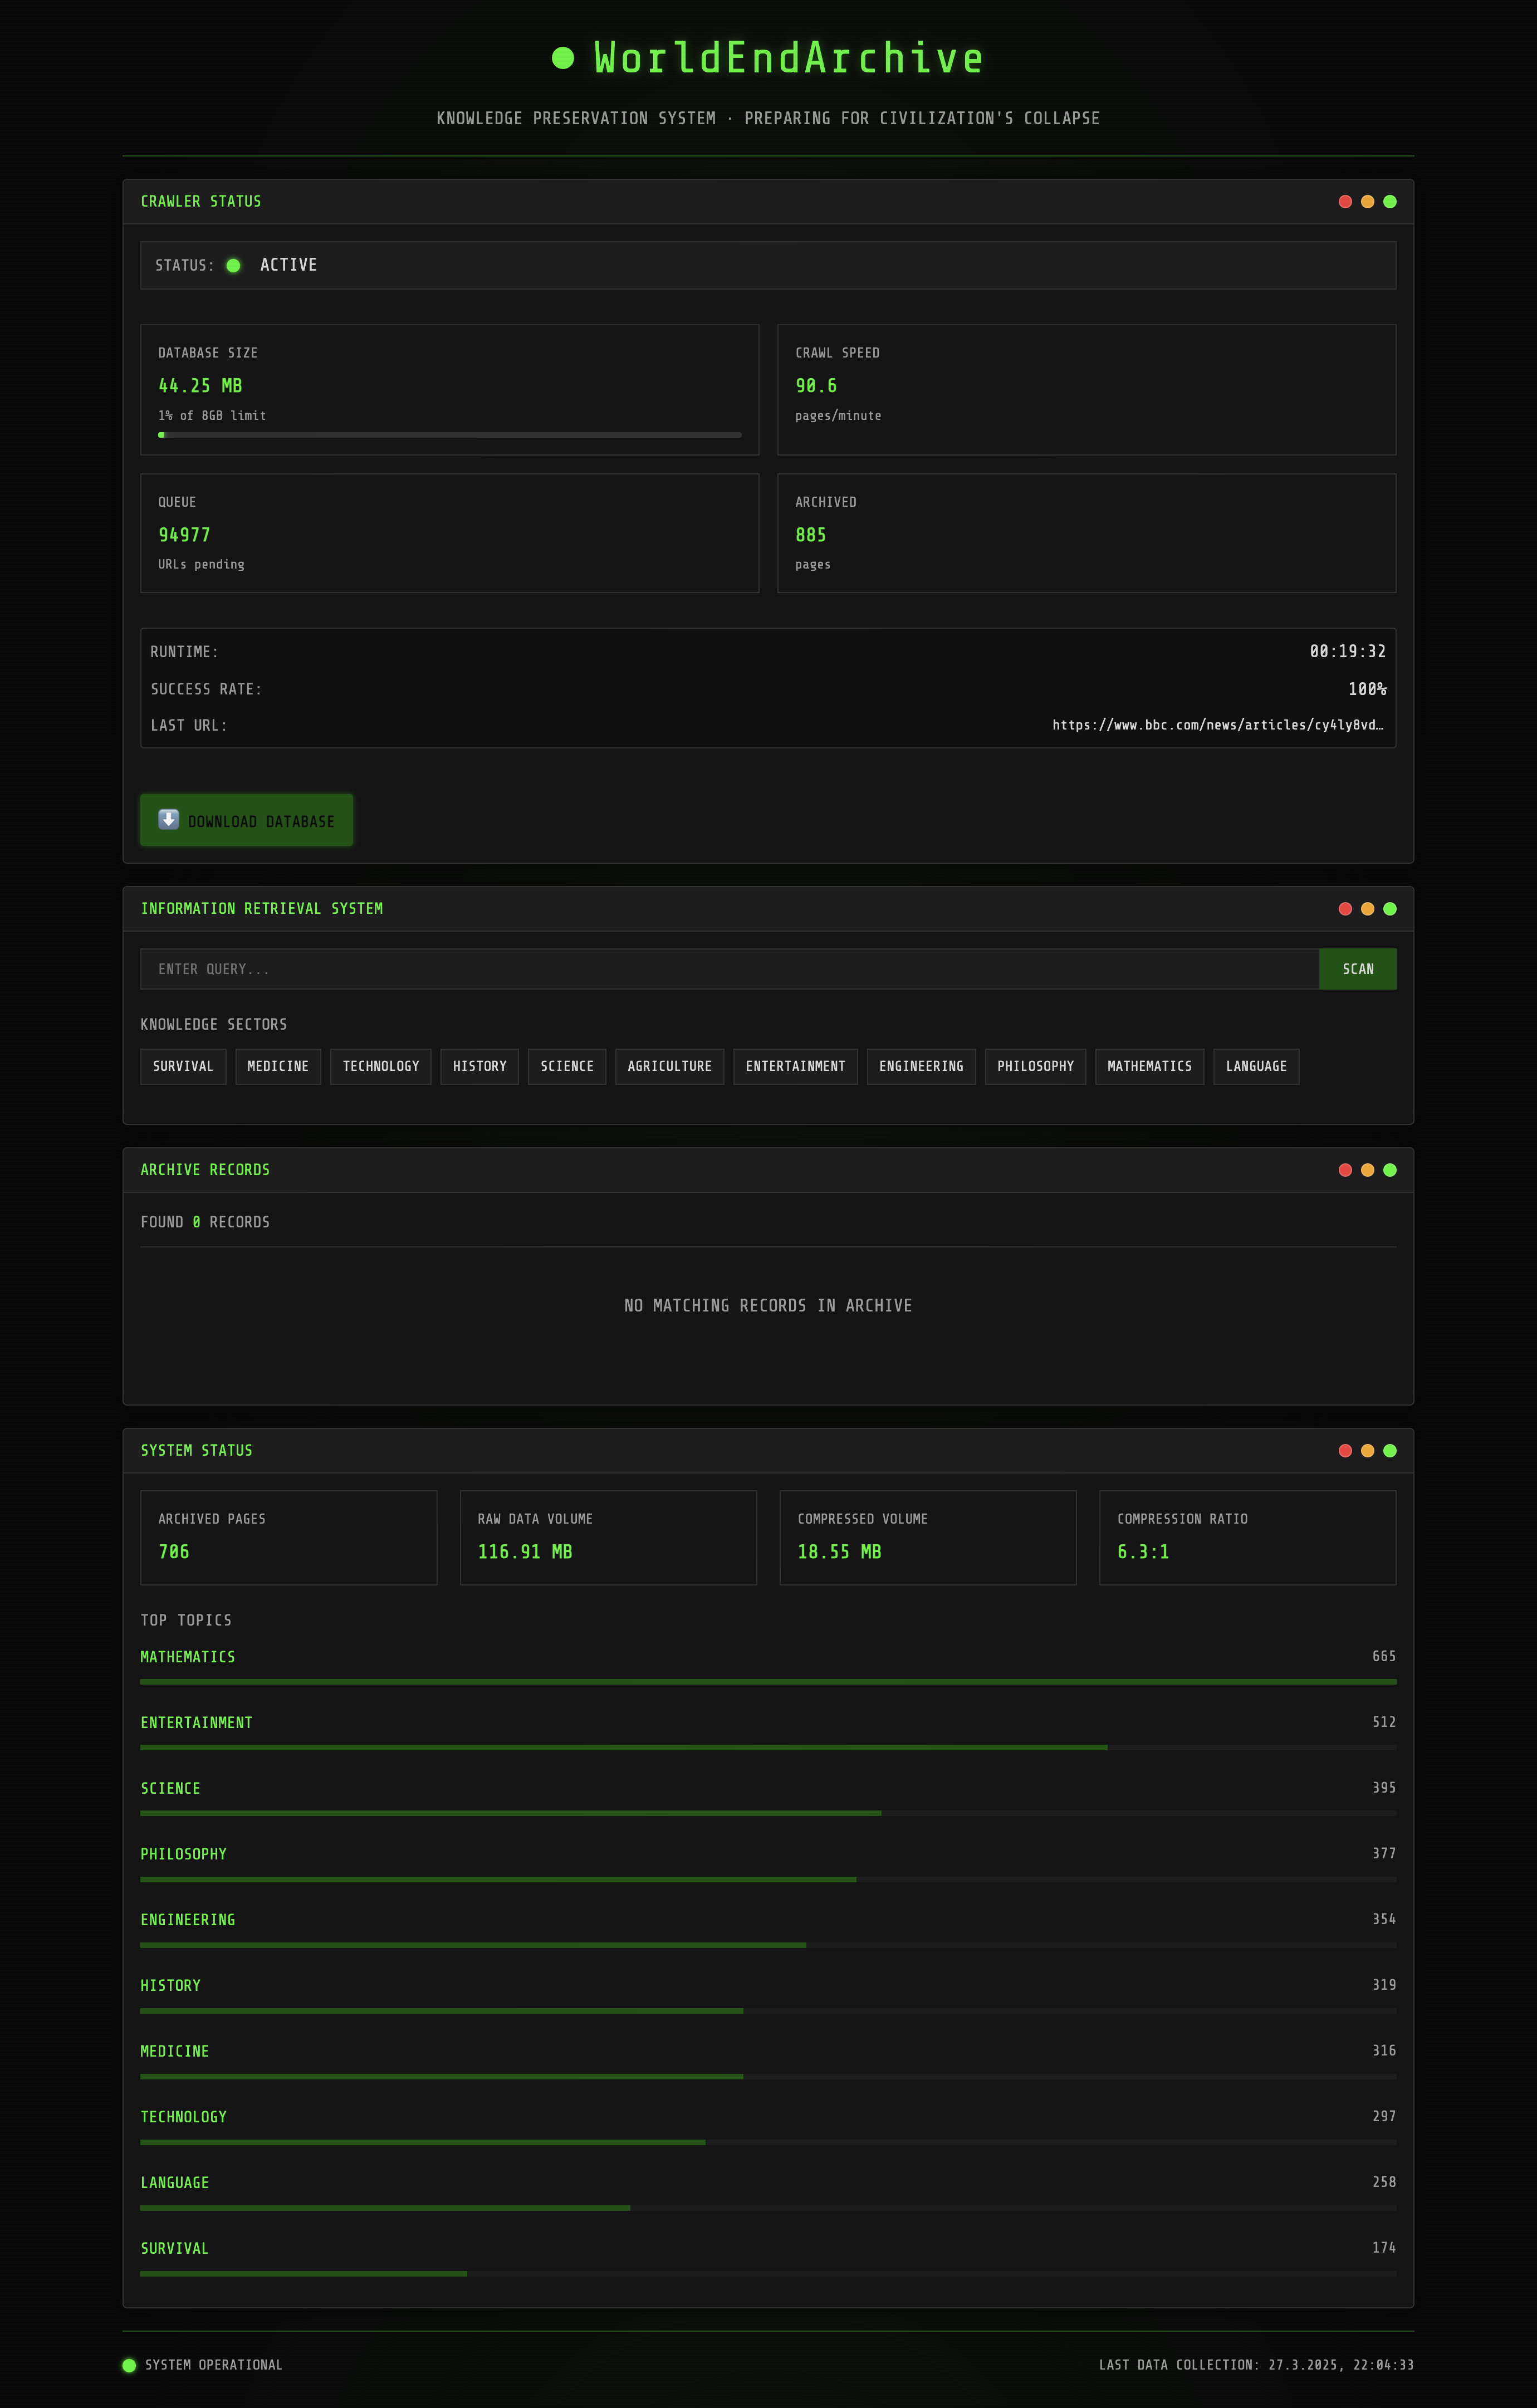 WorldEndArchive
KNOWLEDGE PRESERVATION SYSTEM · PREPARING FOR CIVILIZATION'S COLLAPSE
CRAWLER STATUS
STATUS: ACTIVE
DATABASE SIZE
44.25 MB
1% of 8GB limit
CRAWL SPEED
90.6
pages/minute
QUEUE
94977
URLs pending
ARCHIVED
885
pages
RUNTIME: 00:19:32
SUCCESS RATE: 100%
LAST URL: https://www.bbc.com/news/articles/cy4ly8vd…
DOWNLOAD DATABASE
INFORMATION RETRIEVAL SYSTEM
ENTER QUERY... SCAN
KNOWLEDGE SECTORS
SURVIVAL MEDICINE TECHNOLOGY HISTORY SCIENCE AGRICULTURE ENTERTAINMENT ENGINEERING PHILOSOPHY MATHEMATICS LANGUAGE
ARCHIVE RECORDS
FOUND 0 RECORDS
NO MATCHING RECORDS IN ARCHIVE
SYSTEM STATUS
ARCHIVED PAGES
706
RAW DATA VOLUME
116.91 MB
COMPRESSED VOLUME
18.55 MB
COMPRESSION RATIO
6.3:1
TOP TOPICS
MATHEMATICS 665
ENTERTAINMENT 512
SCIENCE 395
PHILOSOPHY 377
ENGINEERING 354
HISTORY 319
MEDICINE 316
TECHNOLOGY 297
LANGUAGE 258
SURVIVAL 174
SYSTEM OPERATIONAL LAST DATA COLLECTION: 27.3.2025, 22:04:33